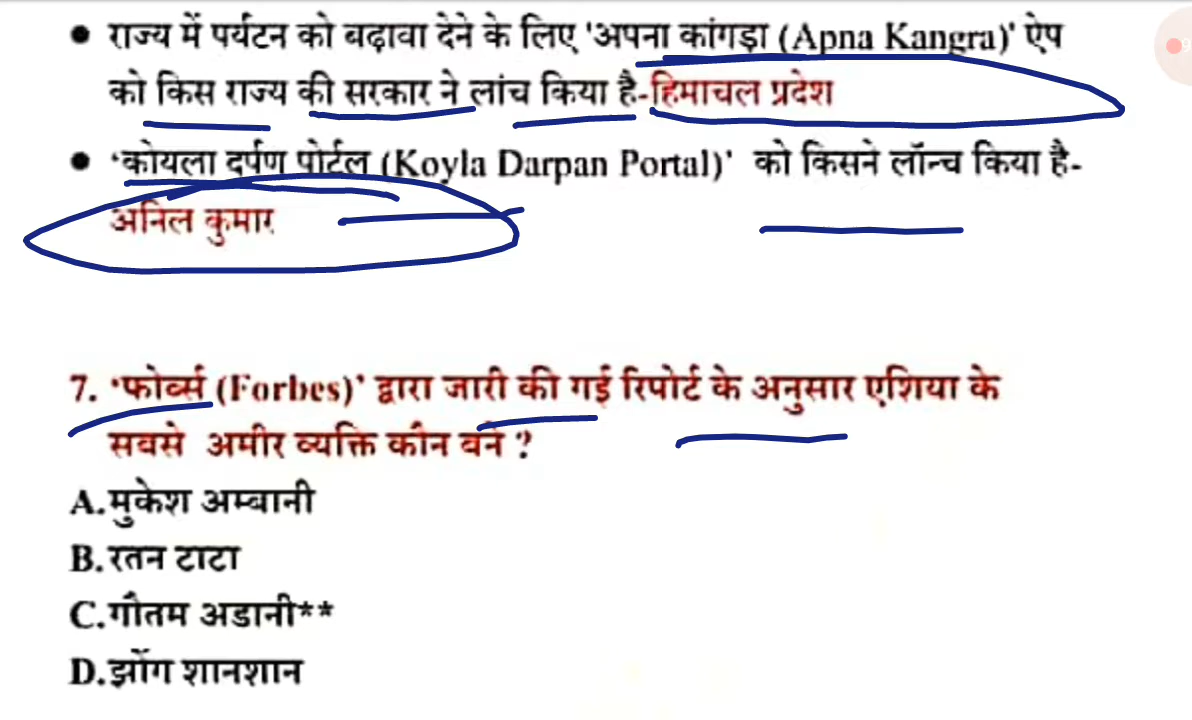 ● राज्य में पर्यटन को बढ़ावा देने के लिए 'अपना कांगड़ा (Apna Kangra)' ऐप
को किस राज्य की सरकार ने लांच किया है-हिमाचल प्रदेश
● 'कोयला दर्पण पोर्टल (Koyla Darpan Portal)' को किसने लॉन्च किया है-
अनिल कुमार
7. 'फोर्ब्स (Forbes)' द्वारा जारी की गई रिपोर्ट के अनुसार एशिया के
सबसे अमीर व्यक्ति कौन बने ?
A.मुकेश अम्बानी
B.रतन टाटा
C.गौतम अडानी**
D.झोंग शानशान